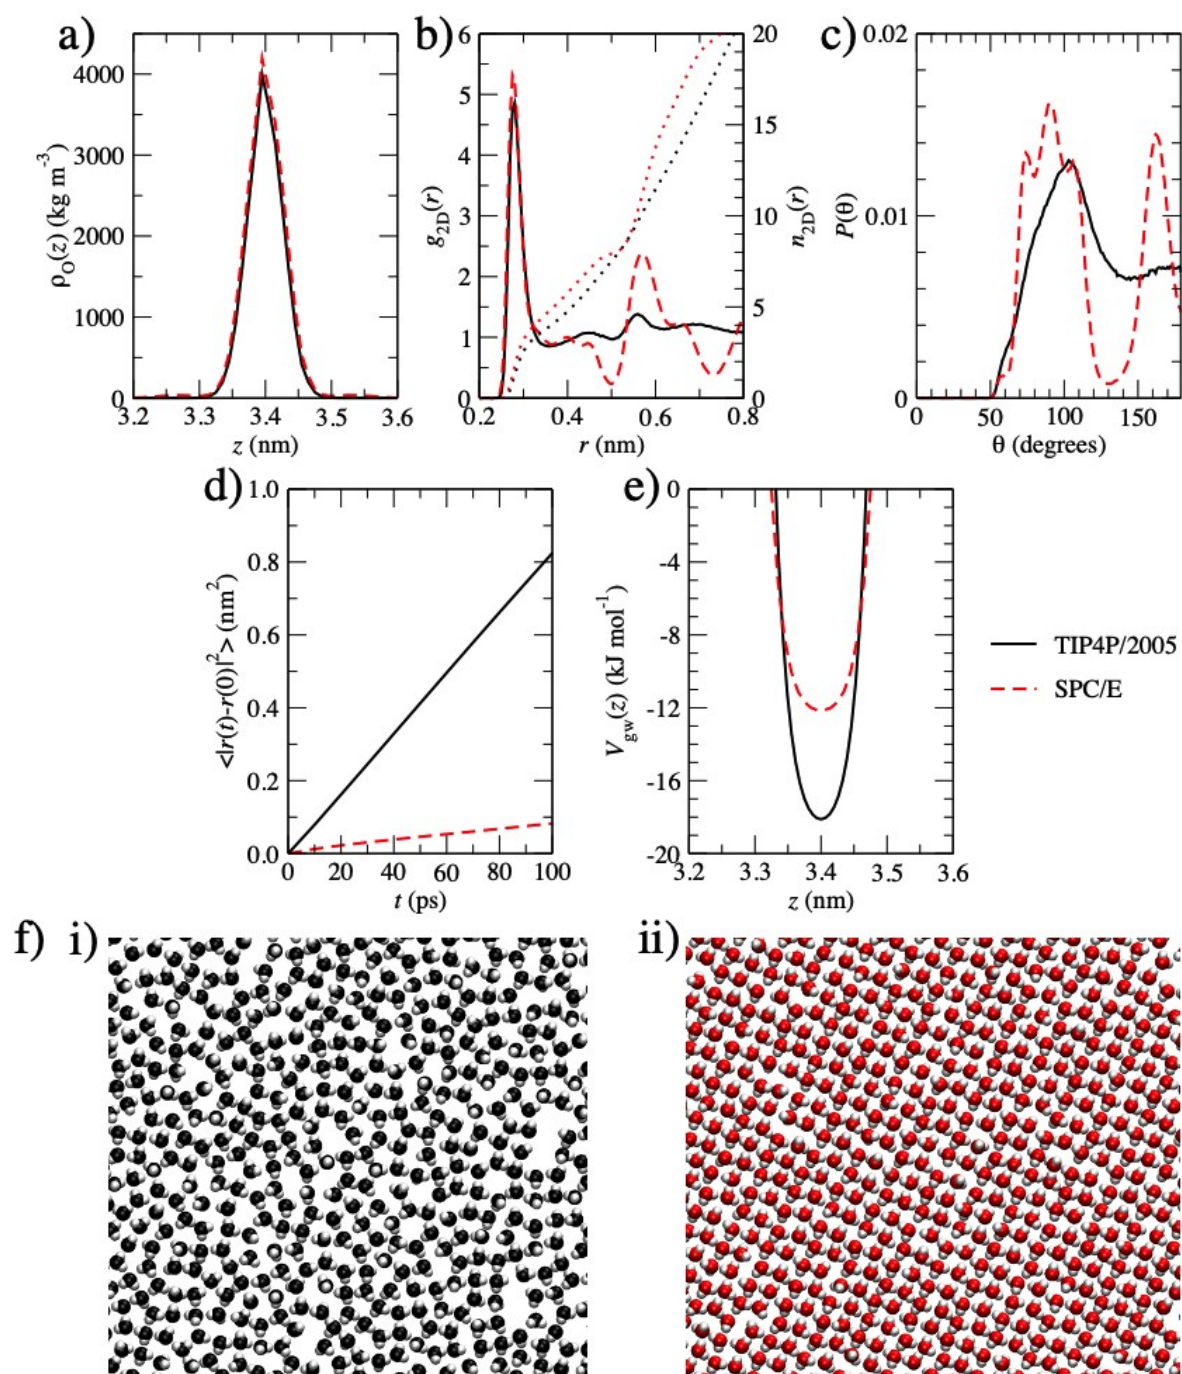 a)
4000
3000
2000
1000
0
ρO(z) (kg m-3)
3.2 3.3 3.4 3.5 3.6
z (nm)
b)
6
5
4
3
2
1
0
g2D(r)
20
15
10
5
0
n2D(r)
0.2 0.4 0.6 0.8
r (nm)
c)
0.02
0.01
0
P(θ)
0 50 100 150
θ (degrees)
d)
1.0
0.8
0.6
0.4
0.2
0.0
<|r(t)-r(0)|2> (nm2)
0 20 40 60 80 100
t (ps)
e)
0
-4
-8
-12
-16
-20
Vgw(z) (kJ mol-1)
3.2 3.3 3.4 3.5 3.6
z (nm)
TIP4P/2005
SPC/E
f) i)
ii)